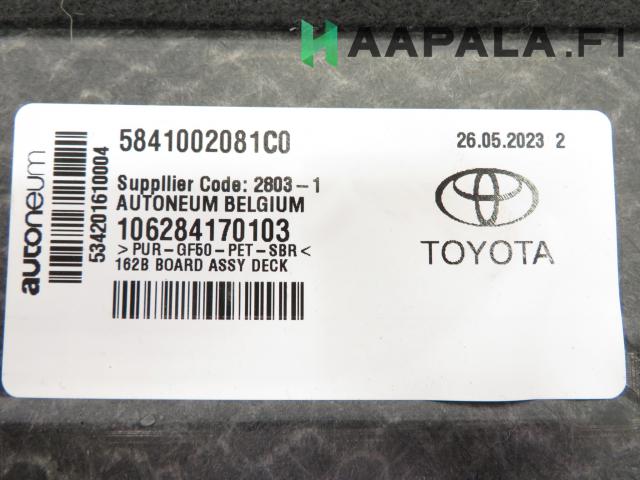 HAAPALA.FI
autoneum
534201610004
5841002081C0
26.05.2023 2
Suppllier Code: 2803-1
AUTONEUM BELGIUM
106284170103
>PUR-GF50-PET-SBR<
162B BOARD ASSY DECK
TOYOTA